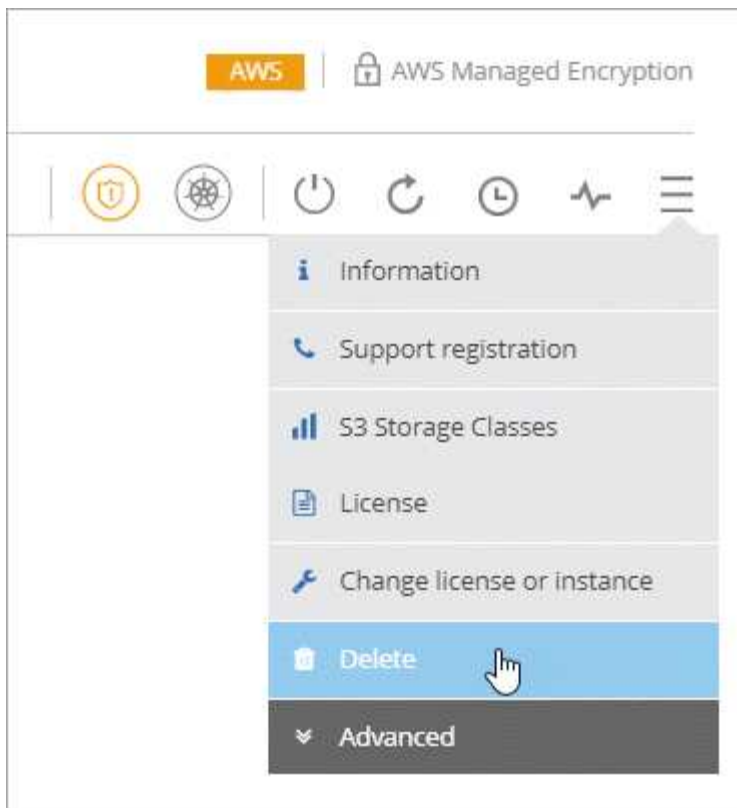 AWS
AWS Managed Encryption
Information
Support registration
S3 Storage Classes
License
Change license or instance
Delete
Advanced